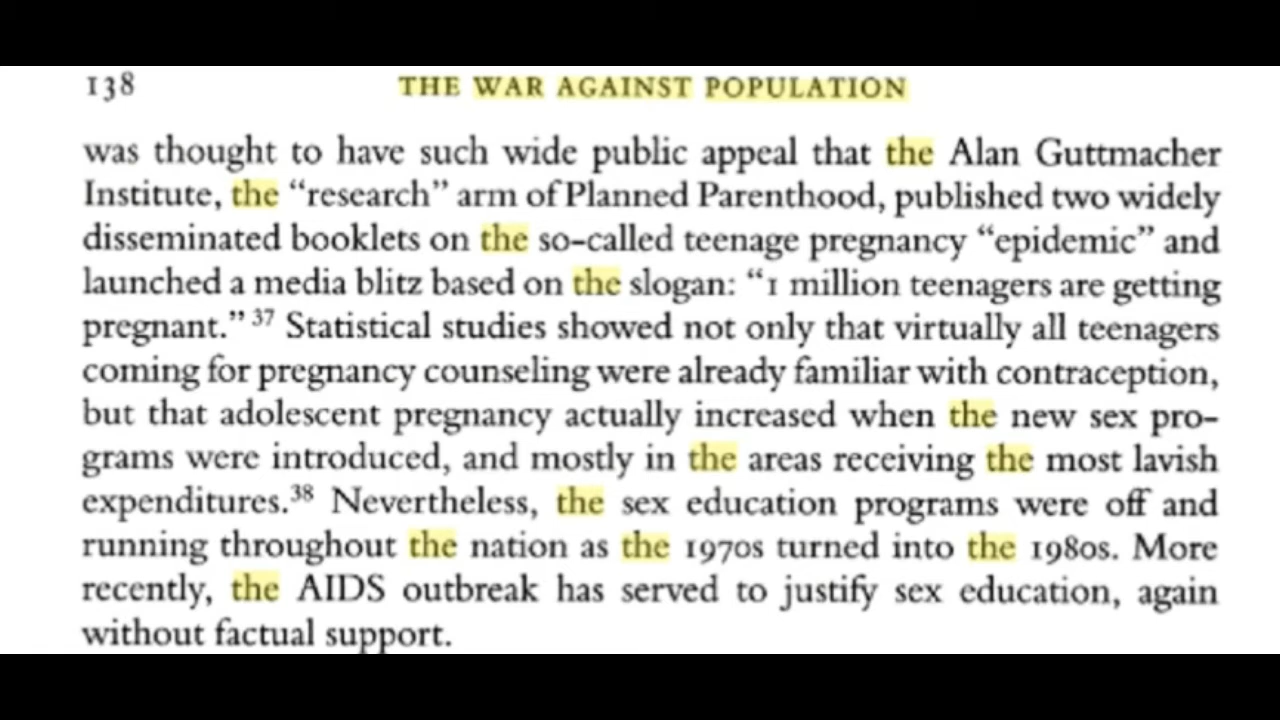 138 THE WAR AGAINST POPULATION
was thought to have such wide public appeal that the Alan Guttmacher
Institute, the “research” arm of Planned Parenthood, published two widely
disseminated booklets on the so-called teenage pregnancy “epidemic” and
launched a media blitz based on the slogan: “1 million teenagers are getting
pregnant.” 37 Statistical studies showed not only that virtually all teenagers
coming for pregnancy counseling were already familiar with contraception,
but that adolescent pregnancy actually increased when the new sex pro-
grams were introduced, and mostly in the areas receiving the most lavish
expenditures.38 Nevertheless, the sex education programs were off and
running throughout the nation as the 1970s turned into the 1980s. More
recently, the AIDS outbreak has served to justify sex education, again
without factual support.